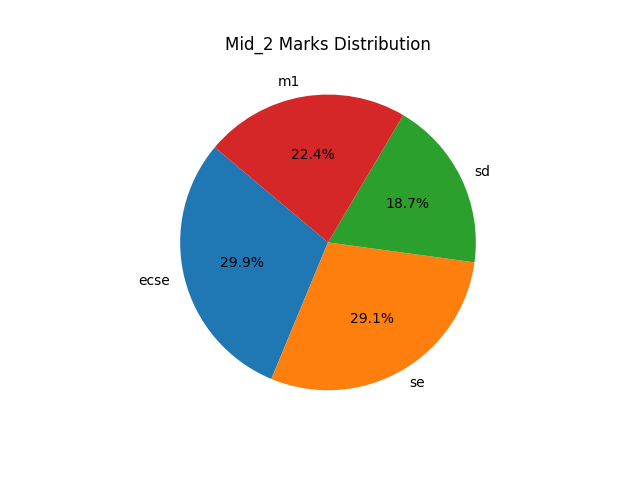 Mid_2 Marks Distribution
m1
22.4%
sd
18.7%
29.9%
ecse
29.1%
se